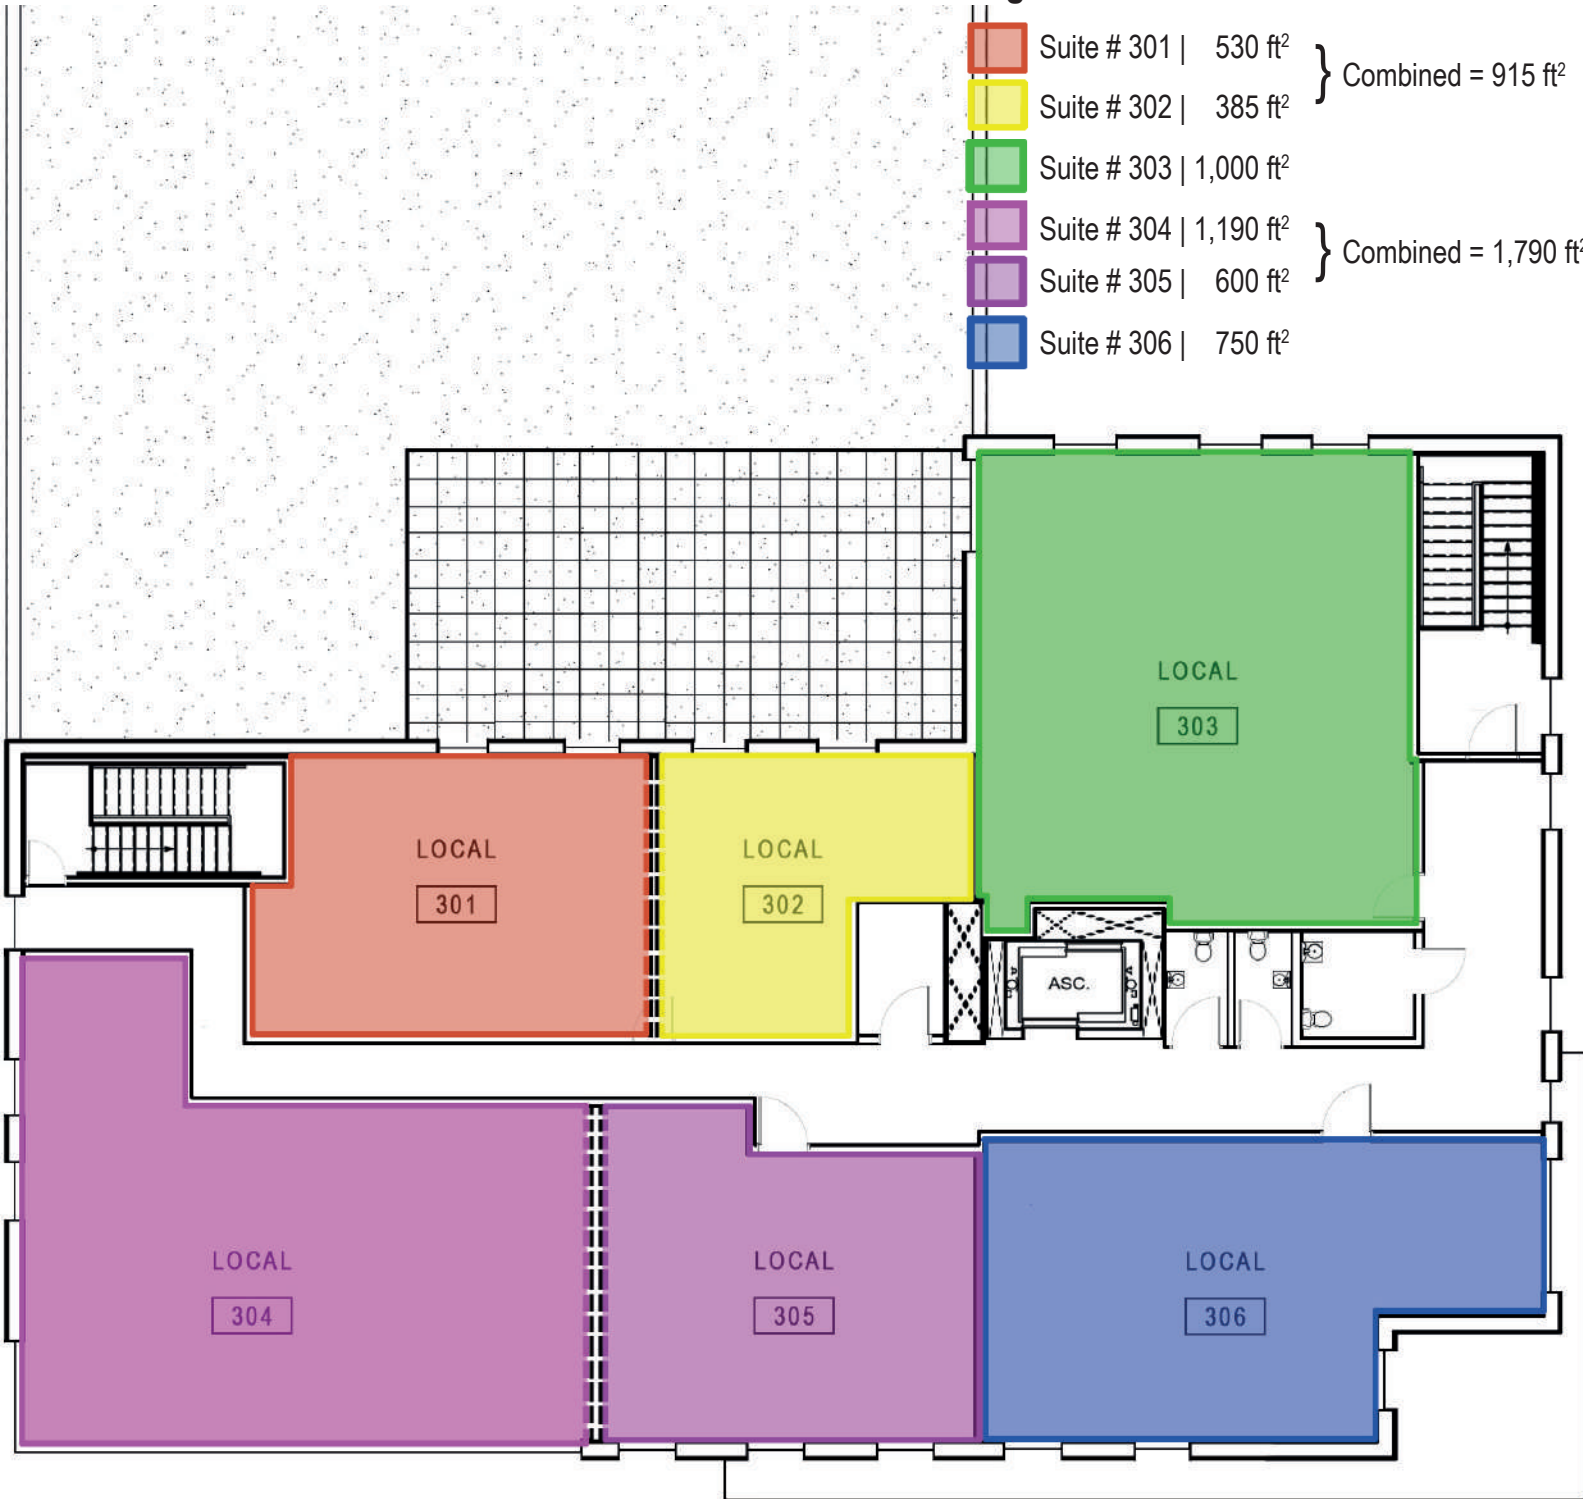 Suite # 301 | 530 ft²
Suite # 302 | 385 ft²
} Combined = 915 ft²
Suite # 303 | 1,000 ft²
Suite # 304 | 1,190 ft²
Suite # 305 | 600 ft²
} Combined = 1,790 ft²
Suite # 306 | 750 ft²
LOCAL
303
LOCAL
301
LOCAL
302
ASC.
LOCAL
304
LOCAL
305
LOCAL
306